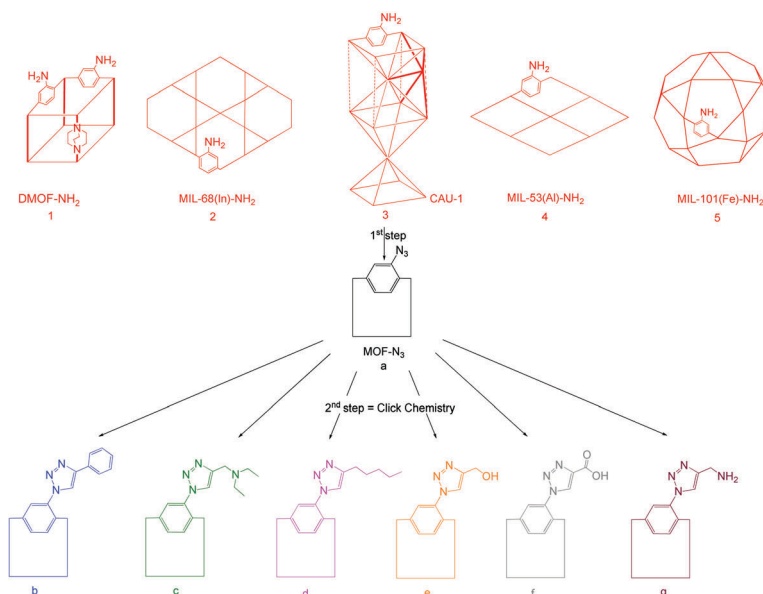 NH₂
H₂N
N
N
DMOF-NH₂
1
NH₂
MIL-68(In)-NH₂
2
NH₂
3
CAU-1
NH₂
MIL-53(Al)-NH₂
4
NH₂
MIL-101(Fe)-NH₂
5
1ˢᵗ step
N₃
MOF-N₃
a
2ⁿᵈ step = Click Chemistry
N
N
N
b
N
N
N
N
c
N
N
N
d
N
N
N
OH
e
N
N
N
O
OH
f
N
N
N
NH₂
g